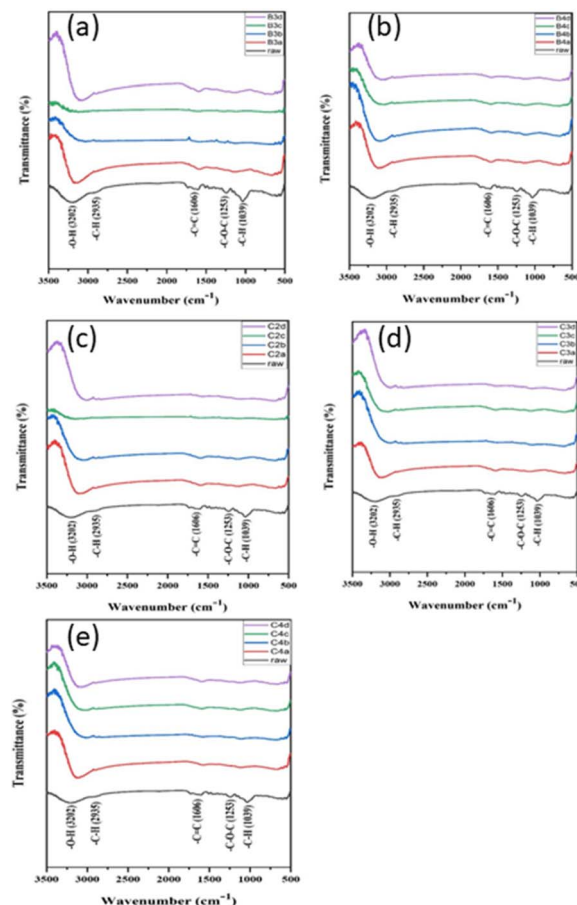 (a)
B3d
B3c
B3b
B3a
raw
Transmittance (%)
-O-H (3202)
-C-H (2935)
-C=C (1606)
-C-O-C (1253)
-C-H (1039)
3500 3000 2500 2000 1500 1000 500
Wavenumber (cm⁻¹)
(b)
B4d
B4c
B4b
B4a
raw
Transmittance (%)
-O-H (3202)
-C-H (2935)
-C=C (1606)
-C-O-C (1253)
-C-H (1039)
3500 3000 2500 2000 1500 1000 500
Wavenumber (cm⁻¹)
(c)
C2d
C2c
C2b
C2a
raw
Transmittance (%)
-O-H (3202)
-C-H (2935)
-C=C (1606)
-C-O-C (1253)
-C-H (1039)
3500 3000 2500 2000 1500 1000 500
Wavenumber (cm⁻¹)
(d)
C3d
C3c
C3b
C3a
raw
Transmittance (%)
-O-H (3202)
-C-H (2935)
-C=C (1606)
-C-O-C (1253)
-C-H (1039)
3500 3000 2500 2000 1500 1000 500
Wavenumber (cm⁻¹)
(e)
C4d
C4c
C4b
C4a
raw
Transmittance (%)
-O-H (3202)
-C-H (2935)
-C=C (1606)
-C-O-C (1253)
-C-H (1039)
3500 3000 2500 2000 1500 1000 500
Wavenumber (cm⁻¹)